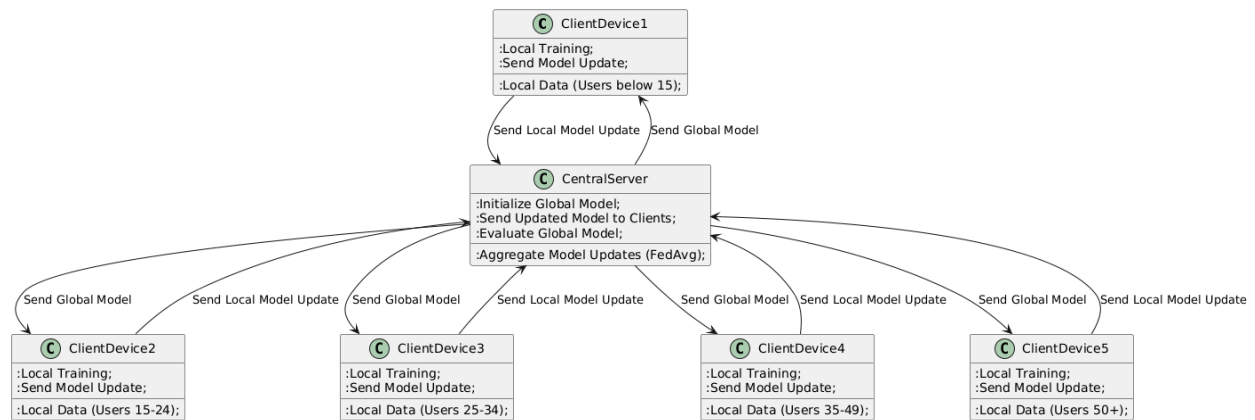 C ClientDevice1
:Local Training;
:Send Model Update;
:Local Data (Users below 15);
Send Local Model Update
Send Global Model
C CentralServer
:Initialize Global Model;
:Send Updated Model to Clients;
:Evaluate Global Model;
:Aggregate Model Updates (FedAvg);
Send Global Model
Send Local Model Update
Send Global Model
Send Local Model Update
Send Global Model
Send Local Model Update
Send Global Model
Send Local Model Update
C ClientDevice2
:Local Training;
:Send Model Update;
:Local Data (Users 15-24);
C ClientDevice3
:Local Training;
:Send Model Update;
:Local Data (Users 25-34);
C ClientDevice4
:Local Training;
:Send Model Update;
:Local Data (Users 35-49);
C ClientDevice5
:Local Training;
:Send Model Update;
:Local Data (Users 50+);